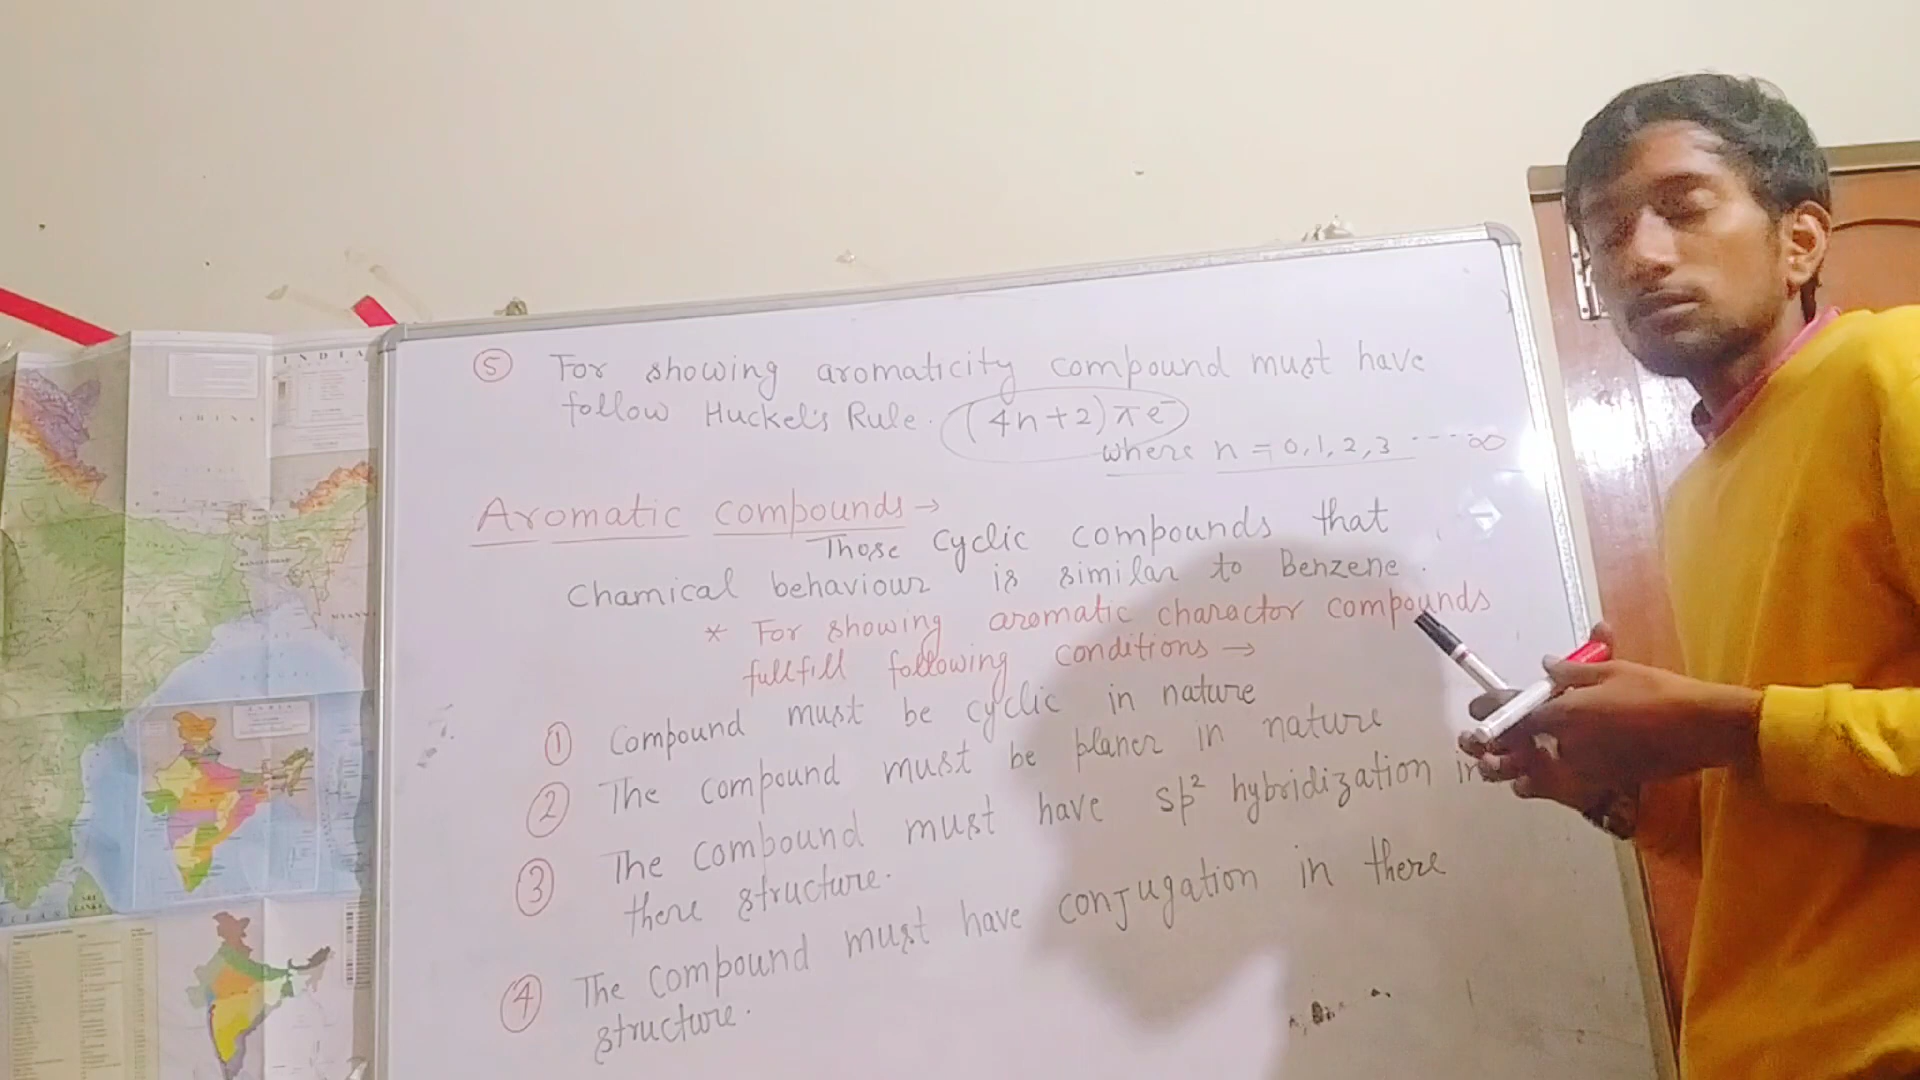 ⑤ For showing aromaticity compound must have
follow Huckel's Rule. (4n+2) πe⁻
where n = 0, 1, 2, 3 ---- ∞
Aromatic compounds →
Those cyclic compounds that
Chamical behaviour is similar to Benzene.
* For showing aromatic charactor compounds
fullfill following conditions →
① Compound must be cyclic in nature
② The compound must be planer in nature
③ The compound must have sp² hybridization in
there structure.
④ The compound must have conjugation in there
structure.
INDIA
CHINA